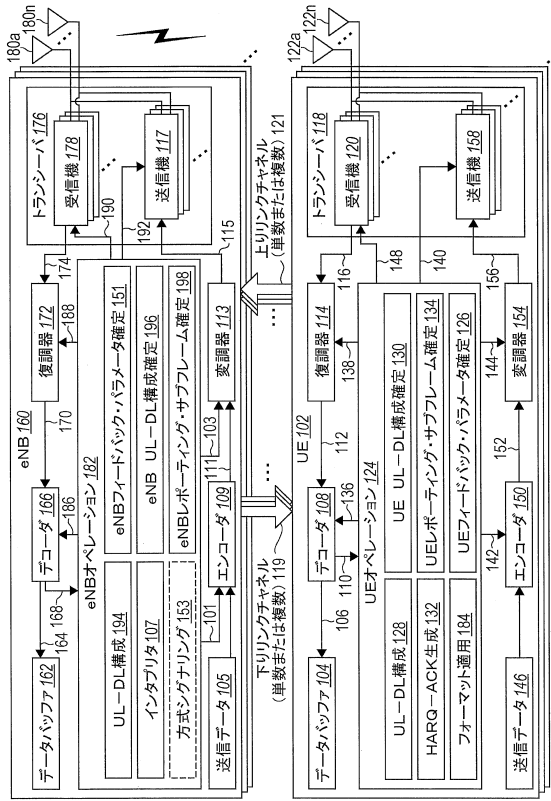 eNB 160
データバッファ 162
164
デコーダ 166
168
170
復調器 172
174
トランシーバ 176
受信機 178
送信機 117
180a
180n
eNBオペレーション 182
186
188
190
192
UL-DL構成 194
インタプリタ 107
方式シグナリング 153
eNBフィードバック・パラメータ確定 151
eNB UL-DL構成確定 196
eNBレポーティング・サブフレーム確定 198
送信データ 105
101
エンコーダ 109
111
103
変調器 113
115
下りリンクチャネル
(単数または複数) 119
上りリンクチャネル
(単数または複数) 121
UE 102
データバッファ 104
106
デコーダ 108
110
112
復調器 114
116
トランシーバ 118
受信機 120
送信機 158
122a
122n
UEオペレーション 124
136
138
148
140
UL-DL構成 128
HARQ-ACK生成 132
フォーマット適用 184
UE UL-DL構成確定 130
UEレポーティング・サブフレーム確定 134
UEフィードバック・パラメータ確定 126
送信データ 146
142
エンコーダ 150
152
144
変調器 154
156